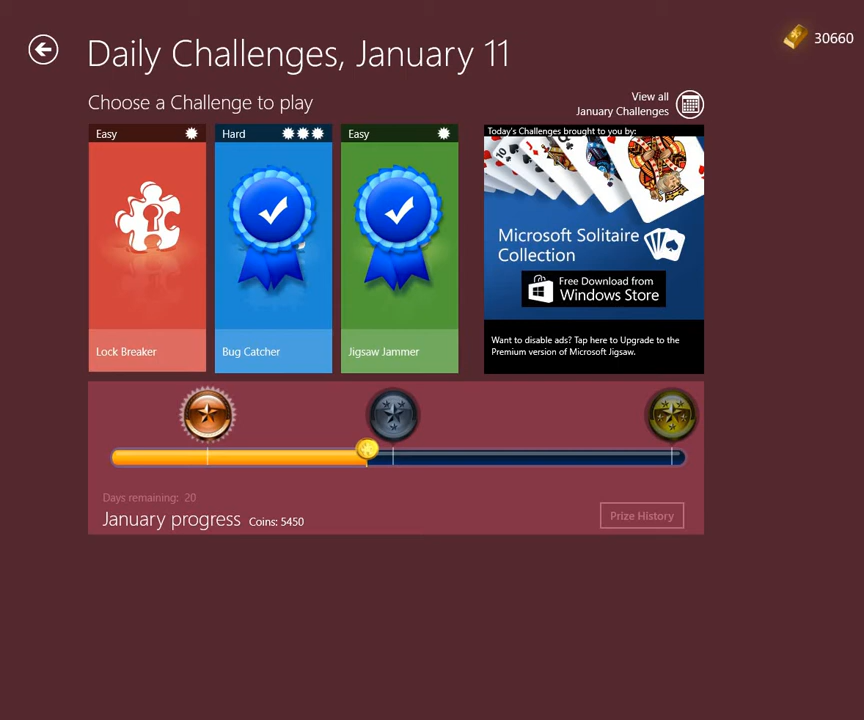 Daily Challenges, January 11
30660
Choose a Challenge to play
View all
January Challenges
Easy
Hard
Easy
Lock Breaker
Bug Catcher
Jigsaw Jammer
Today's Challenges brought to you by:
10
J
K
Microsoft Solitaire
Collection
Free Download from
Windows Store
Want to disable ads? Tap here to Upgrade to the
Premium version of Microsoft Jigsaw.
Days remaining: 20
January progress Coins: 5450
Prize History